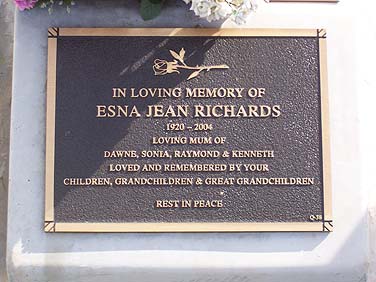 IN LOVING MEMORY OF
ESNA JEAN RICHARDS
1920 - 2004
LOVING MUM OF
DAWNE, SONIA, RAYMOND & KENNETH
LOVED AND REMEMBERED BY YOUR
CHILDREN, GRANDCHILDREN & GREAT GRANDCHILDREN
REST IN PEACE
Q-38